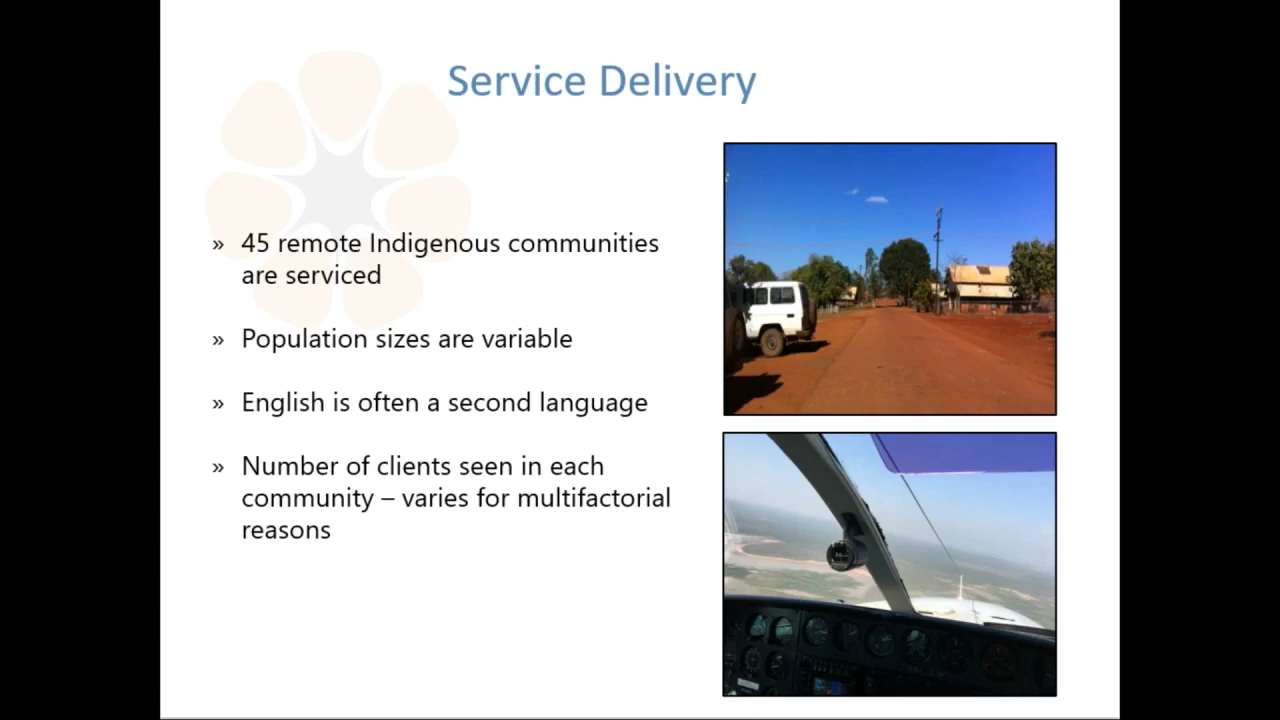 Service Delivery
» 45 remote Indigenous communities
are serviced
» Population sizes are variable
» English is often a second language
» Number of clients seen in each
community – varies for multifactorial
reasons